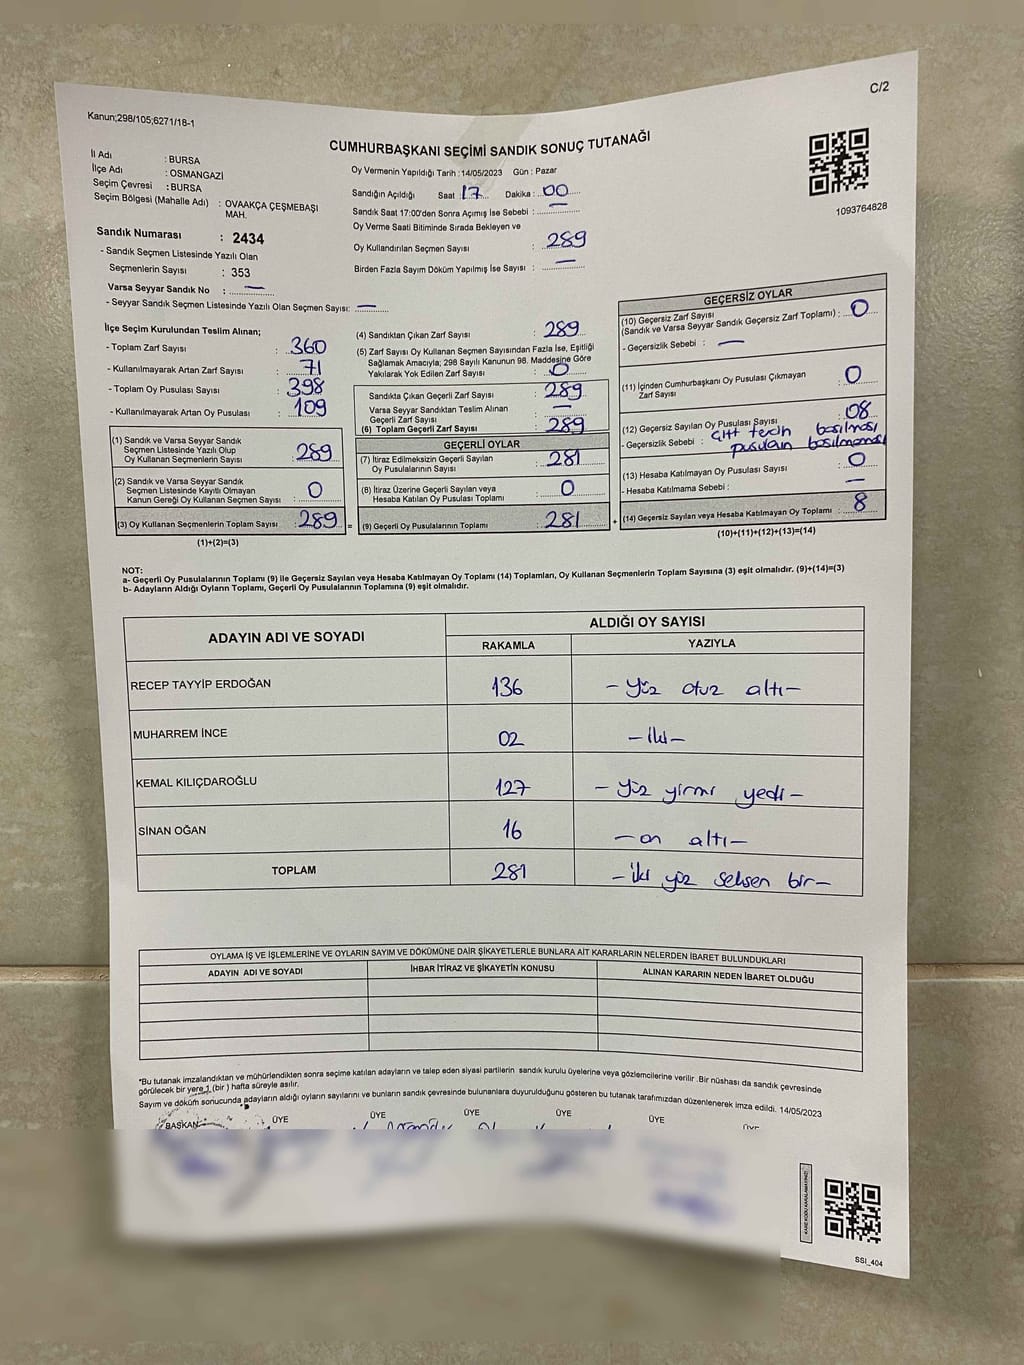 C/2
Kanun;298/105;6271/18-1
CUMHURBAŞKANI SEÇİMİ SANDIK SONUÇ TUTANAĞI
1093764828
İl Adı : BURSA
İlçe Adı : OSMANGAZİ
Seçim Çevresi : BURSA
Seçim Bölgesi (Mahalle Adı) : OVAAKÇA ÇEŞMEBAŞI
MAH.
Sandık Numarası : 2434
- Sandık Seçmen Listesinde Yazılı Olan
Seçmenlerin Sayısı : 353
Varsa Seyyar Sandık No : —
- Seyyar Sandık Seçmen Listesinde Yazılı Olan Seçmen Sayısı: —
Oy Vermenin Yapıldığı Tarih :14/05/2023 Gün : Pazar
Sandığın Açıldığı Saat 17 Dakika : 00
Sandık Saat 17:00'den Sonra Açımış İse Sebebi : —
Oy Verme Saati Bitiminde Sırada Bekleyen ve
Oy Kullandırılan Seçmen Sayısı : 289
Birden Fazla Sayım Döküm Yapılmış İse Sayısı : —
İlçe Seçim Kurulundan Teslim Alınan;
- Toplam Zarf Sayısı : 360
- Kullanılmayarak Artan Zarf Sayısı : 71
- Toplam Oy Pusulası Sayısı : 398
- Kullanılmayarak Artan Oy Pusulası : 109
(1) Sandık ve Varsa Seyyar Sandık
Seçmen Listesinde Yazılı Olup
Oy Kullanan Seçmenlerin Sayısı : 289
(2) Sandık ve Varsa Seyyar Sandık
Seçmen Listesinde Kayıtlı Olmayan
Kanun Gereği Oy Kullanan Seçmen Sayısı : 0
(3) Oy Kullanan Seçmenlerin Toplam Sayısı : 289 =
(1)+(2)=(3)
(4) Sandıktan Çıkan Zarf Sayısı : 289
(5) Zarf Sayısı Oy Kullanan Seçmen Sayısından Fazla İse, Eşitliği
Sağlamak Amacıyla; 298 Sayılı Kanunun 98. Maddesine Göre
Yakılarak Yok Edilen Zarf Sayısı : 0
Sandıkta Çıkan Geçerli Zarf Sayısı : 289
Varsa Seyyar Sandıktan Teslim Alınan
Geçerli Zarf Sayısı : —
(6) Toplam Geçerli Zarf Sayısı : 289
GEÇERLİ OYLAR
(7) İtiraz Edilmeksizin Geçerli Sayılan
Oy Pusulalarının Sayısı : 281
(8) İtiraz Üzerine Geçerli Sayılan veya
Hesaba Katılan Oy Pusulası Toplamı : 0
(9) Geçerli Oy Pusulalarının Toplamı : 281 +
GEÇERSİZ OYLAR
(10) Geçersiz Zarf Sayısı
(Sandık ve Varsa Seyyar Sandık Geçersiz Zarf Toplamı) : 0
- Geçersizlik Sebebi : —
(11) İçinden Cumhurbaşkanı Oy Pusulası Çıkmayan
Zarf Sayısı : 0
(12) Geçersiz Sayılan Oy Pusulası Sayısı : 08
- Geçersizlik Sebebi : Çift tercih basılması
pusulan basılmaması
(13) Hesaba Katılmayan Oy Pusulası Sayısı : 0
- Hesaba Katılmama Sebebi : —
(14) Geçersiz Sayılan veya Hesaba Katılmayan Oy Toplamı : 8
(10)+(11)+(12)+(13)=(14)
NOT:
a- Geçerli Oy Pusulalarının Toplamı (9) ile Geçersiz Sayılan veya Hesaba Katılmayan Oy Toplamı (14) Toplamları, Oy Kullanan Seçmenlerin Toplam Sayısına (3) eşit olmalıdır. (9)+(14)=(3)
b- Adayların Aldığı Oyların Toplamı, Geçerli Oy Pusulalarının Toplamına (9) eşit olmalıdır.
ADAYIN ADI VE SOYADI ALDIĞI OY SAYISI
RAKAMLA YAZIYLA
RECEP TAYYİP ERDOĞAN 136 – Yüz otuz altı –
MUHARREM İNCE 02 – iki –
KEMAL KILIÇDAROĞLU 127 – Yüz yirmi yedi –
SİNAN OĞAN 16 – on altı –
TOPLAM 281 – iki yüz seksen bir –
OYLAMA İŞ VE İŞLEMLERİNE VE OYLARIN SAYIM VE DÖKÜMÜNE DAİR ŞİKAYETLERLE BUNLARA AİT KARARLARIN NELERDEN İBARET BULUNDUKLARI
ADAYIN ADI VE SOYADI İHBAR İTİRAZ VE ŞİKAYETİN KONUSU ALINAN KARARIN NEDEN İBARET OLDUĞU
*Bu tutanak imzalandıktan ve mühürlendikten sonra seçime katılan adayların ve talep eden siyasi partilerin sandık kurulu üyelerine veya gözlemcilerine verilir .Bir nüshası da sandık çevresinde
görülecek bir yere 1 (bir ) hafta süreyle asılır.
Sayım ve döküm sonucunda adayların aldığı oyların sayılarını ve bunların sandık çevresinde bulunanlara duyurulduğunu gösteren bu tutanak tarafımızdan düzenlenerek imza edildi. 14/05/2023
BAŞKAN ÜYE ÜYE ÜYE ÜYE ÜYE ÜYE
SSI_404